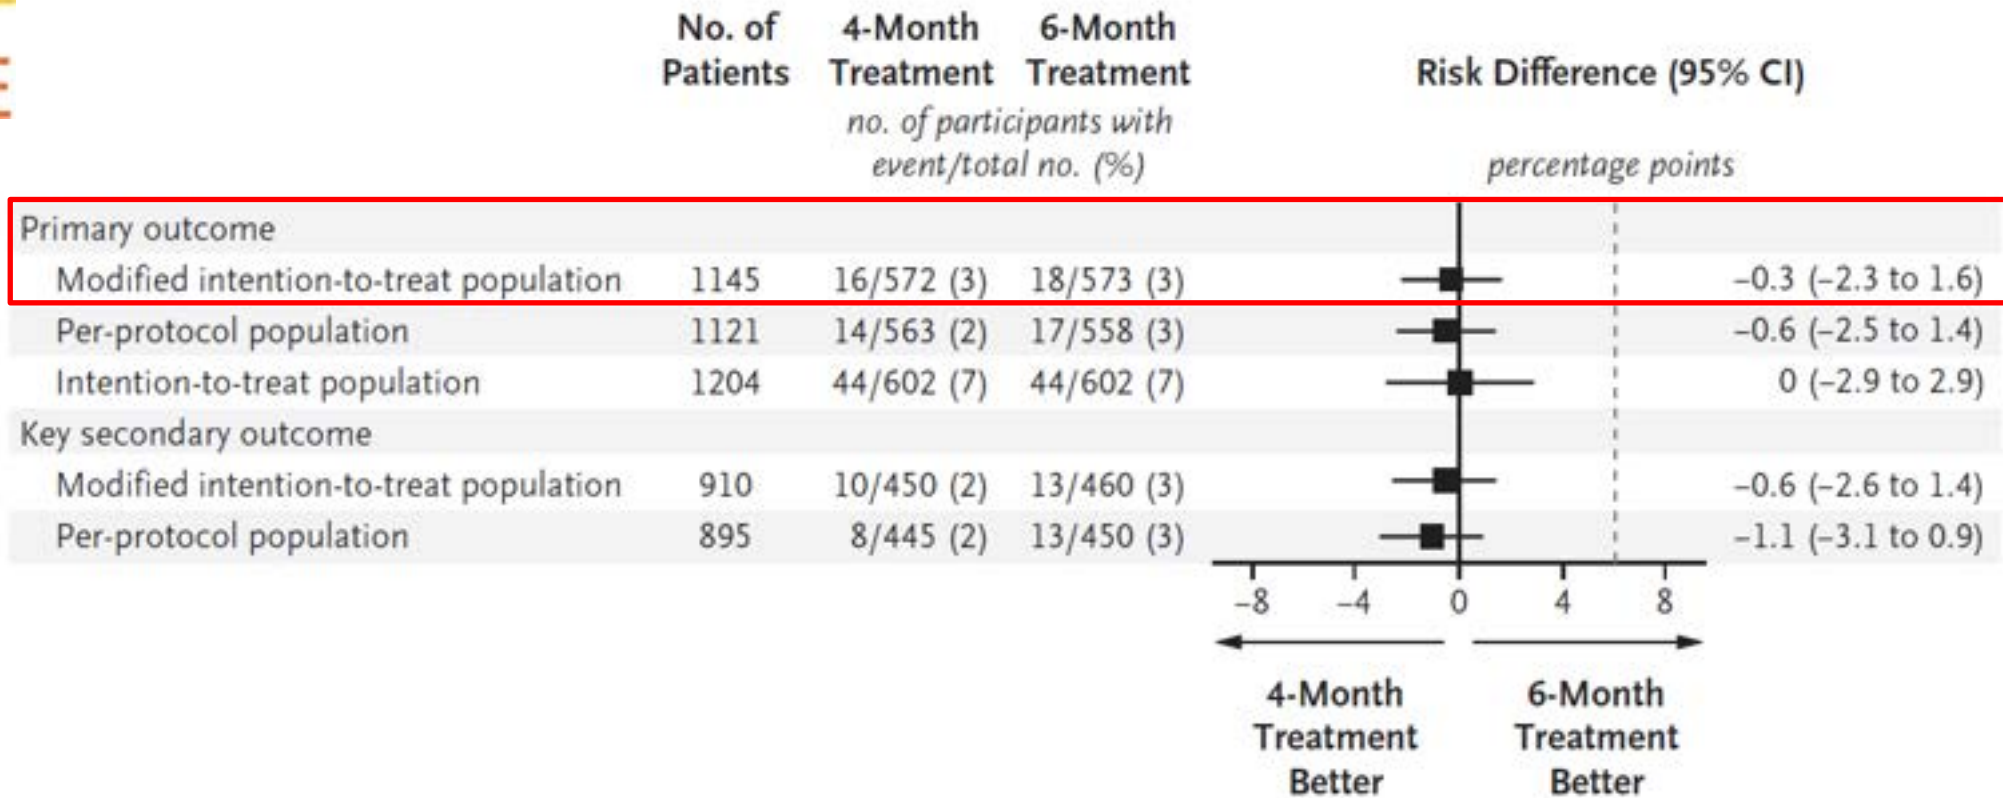 E
No. of Patients 4-Month Treatment 6-Month Treatment Risk Difference (95% CI)
no. of participants with event/total no. (%) percentage points
Primary outcome
Modified intention-to-treat population 1145 16/572 (3) 18/573 (3) –0.3 (–2.3 to 1.6)
Per-protocol population 1121 14/563 (2) 17/558 (3) –0.6 (–2.5 to 1.4)
Intention-to-treat population 1204 44/602 (7) 44/602 (7) 0 (–2.9 to 2.9)
Key secondary outcome
Modified intention-to-treat population 910 10/450 (2) 13/460 (3) –0.6 (–2.6 to 1.4)
Per-protocol population 895 8/445 (2) 13/450 (3) –1.1 (–3.1 to 0.9)
–8 –4 0 4 8
4-Month Treatment Better 6-Month Treatment Better